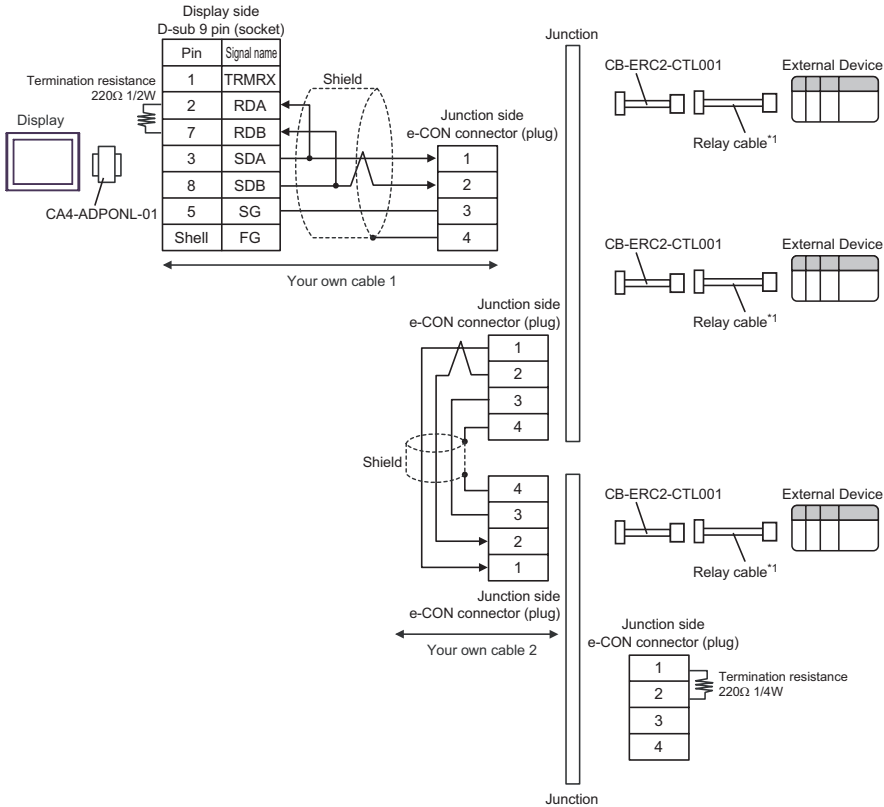 Display side
D-sub 9 pin (socket)
Pin Signal name
1 TRMRX
2 RDA
7 RDB
3 SDA
8 SDB
5 SG
Shell FG
Termination resistance
220Ω 1/2W
Display
CA4-ADPONL-01
Shield
Junction side
e-CON connector (plug)
1
2
3
4
Your own cable 1
Junction
CB-ERC2-CTL001
External Device
Relay cable*1
CB-ERC2-CTL001
External Device
Relay cable*1
Junction side
e-CON connector (plug)
1
2
3
4
Shield
4
3
2
1
Junction side
e-CON connector (plug)
Your own cable 2
CB-ERC2-CTL001
External Device
Relay cable*1
Junction side
e-CON connector (plug)
1
2
3
4
Termination resistance
220Ω 1/4W
Junction